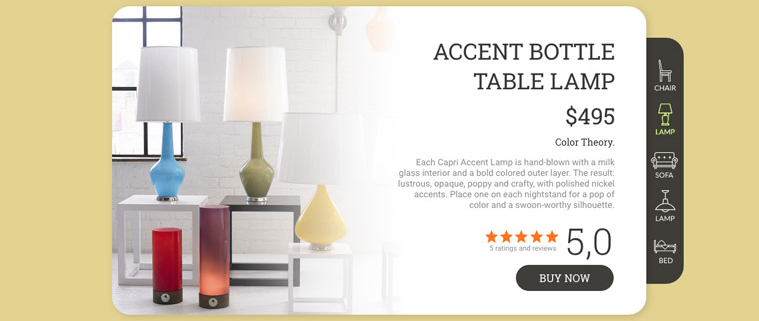 ACCENT BOTTLE
TABLE LAMP
$495
Color Theory.
Each Capri Accent Lamp is hand-blown with a milk
glass interior and a bold colored outer layer. The result:
lustrous, opaque, poppy and crafty, with polished nickel
accents. Place one on each nightstand for a pop of
color and a swoon-worthy silhouette.
5 ratings and reviews
5,0
BUY NOW
CHAIR
LAMP
SOFA
LAMP
BED